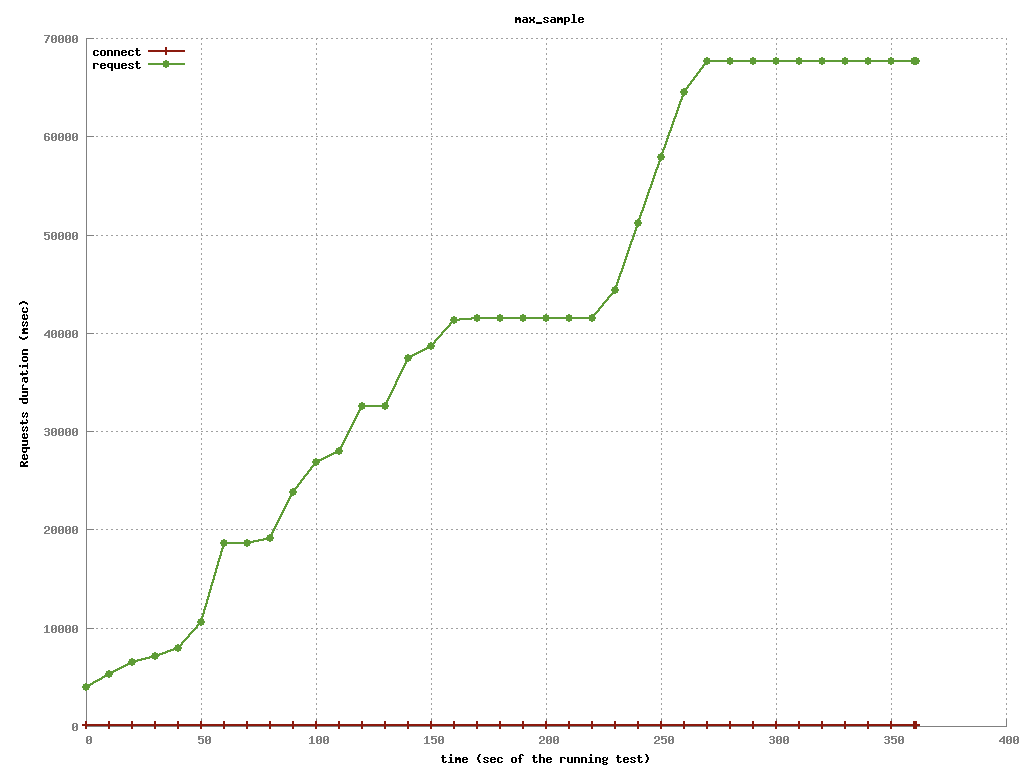 max_sample
70000
60000
50000
40000
30000
20000
10000
0
connect
request
Requests duration (msec)
0 50 100 150 200 250 300 350 400
time (sec of the running test)